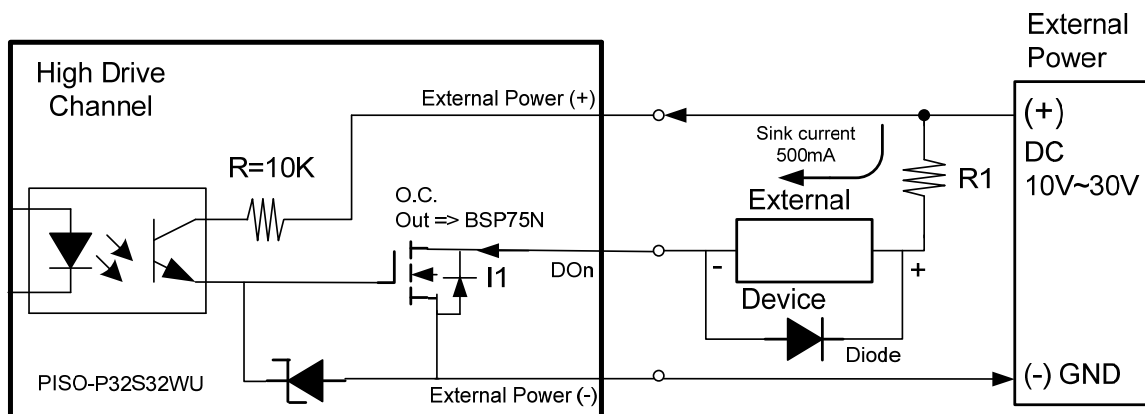 High Drive
Channel
External Power (+)
R=10K
O.C.
Out => BSP75N
I1
DOn
PISO-P32S32WU
External Power (-)
Sink current
500mA
R1
External
-
+
Device
Diode
External
Power
(+)
DC
10V~30V
(-) GND